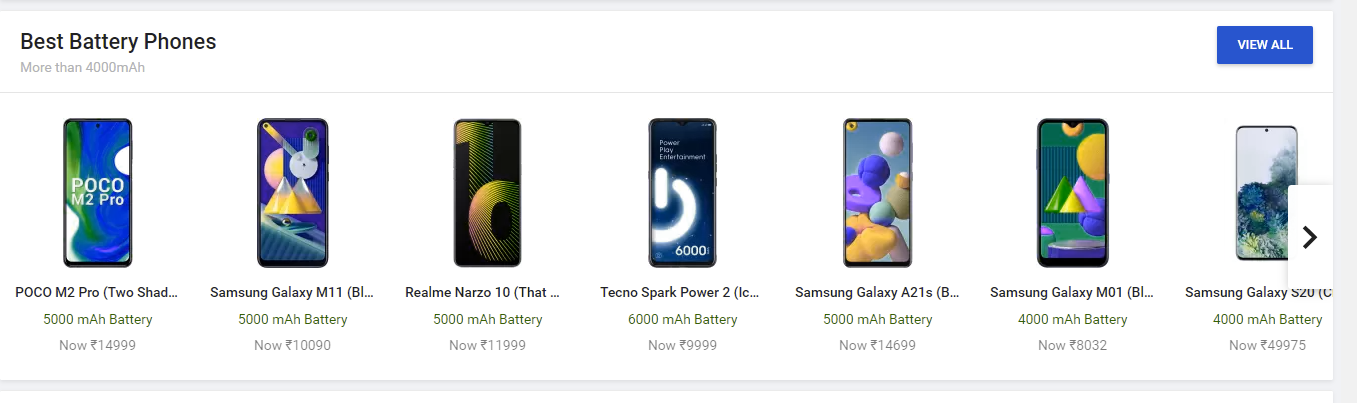 Best Battery Phones
More than 4000mAh
VIEW ALL
POCO
M2 Pro
Power
Play
Entertainment
6000
POCO M2 Pro (Two Shad...
5000 mAh Battery
Now ₹14999
Samsung Galaxy M11 (Bl...
5000 mAh Battery
Now ₹10090
Realme Narzo 10 (That ...
5000 mAh Battery
Now ₹11999
Tecno Spark Power 2 (Ic...
6000 mAh Battery
Now ₹9999
Samsung Galaxy A21s (B...
5000 mAh Battery
Now ₹14699
Samsung Galaxy M01 (Bl...
4000 mAh Battery
Now ₹8032
Samsung Galaxy S20 (C
4000 mAh Battery
Now ₹49975